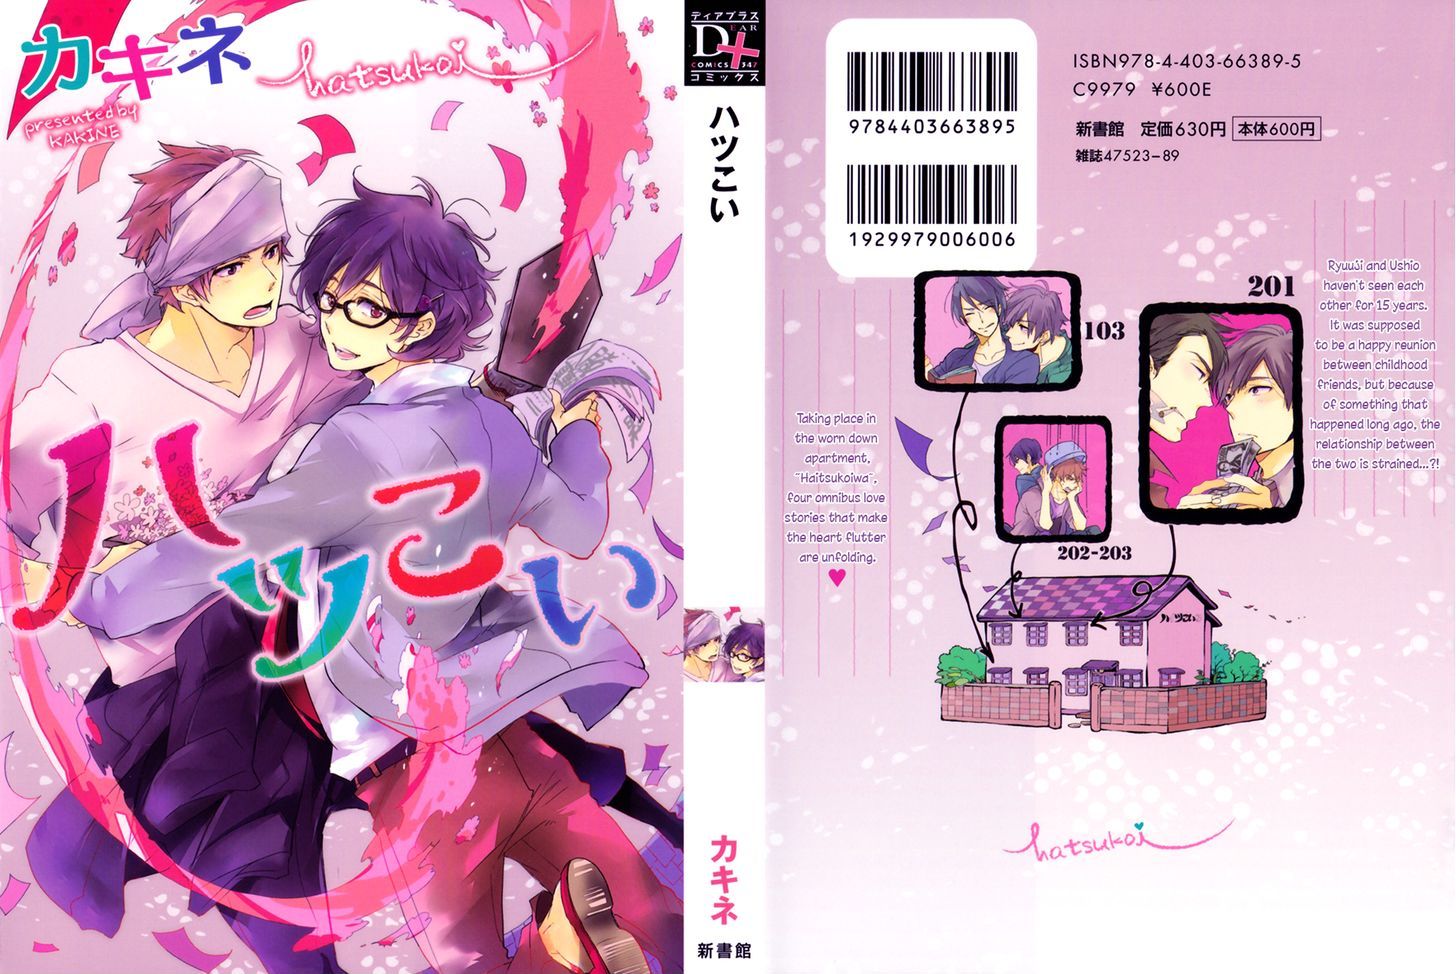 カキネ
hatsukoi
presented by
KAKINE
ハツこい
ディアプラス
DEAR+
COMICS 347
コミックス
ハツこい
カキネ
新書館
9784403663895
1929979006006
ISBN978-4-403-66389-5
C9979 ¥600E
新書館 定価630円 本体600円
雑誌47523-89
103
201
202-203
Ryuuji and Ushio
haven't seen each
other for 15 years.
It was supposed
to be a happy reunion
between childhood
friends, but because
of something that
happened long ago, the
relationship between
the two is strained...?!
Taking place in
the worn down
apartment,
"Haitsukoiwa",
four omnibus love
stories that make
the heart flutter
are unfolding.
hatsukoi